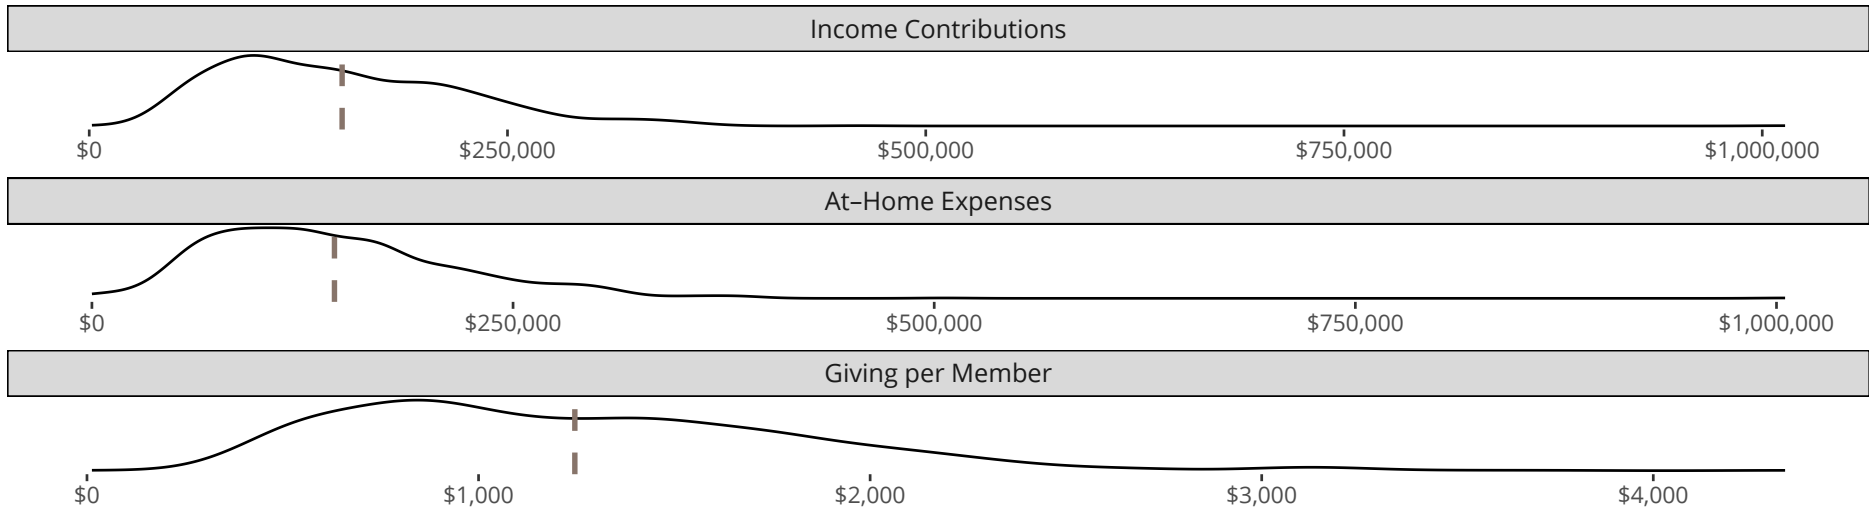 Income Contributions
$0 $250,000 $500,000 $750,000 $1,000,000
At–Home Expenses
$0 $250,000 $500,000 $750,000 $1,000,000
Giving per Member
$0 $1,000 $2,000 $3,000 $4,000